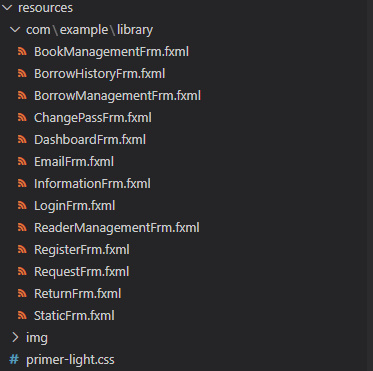 resources
com\example\library
BookManagementFrm.fxml
BorrowHistoryFrm.fxml
BorrowManagementFrm.fxml
ChangePassFrm.fxml
DashboardFrm.fxml
EmailFrm.fxml
InformationFrm.fxml
LoginFrm.fxml
ReaderManagementFrm.fxml
RegisterFrm.fxml
RequestFrm.fxml
ReturnFrm.fxml
StaticFrm.fxml
img
# primer-light.css